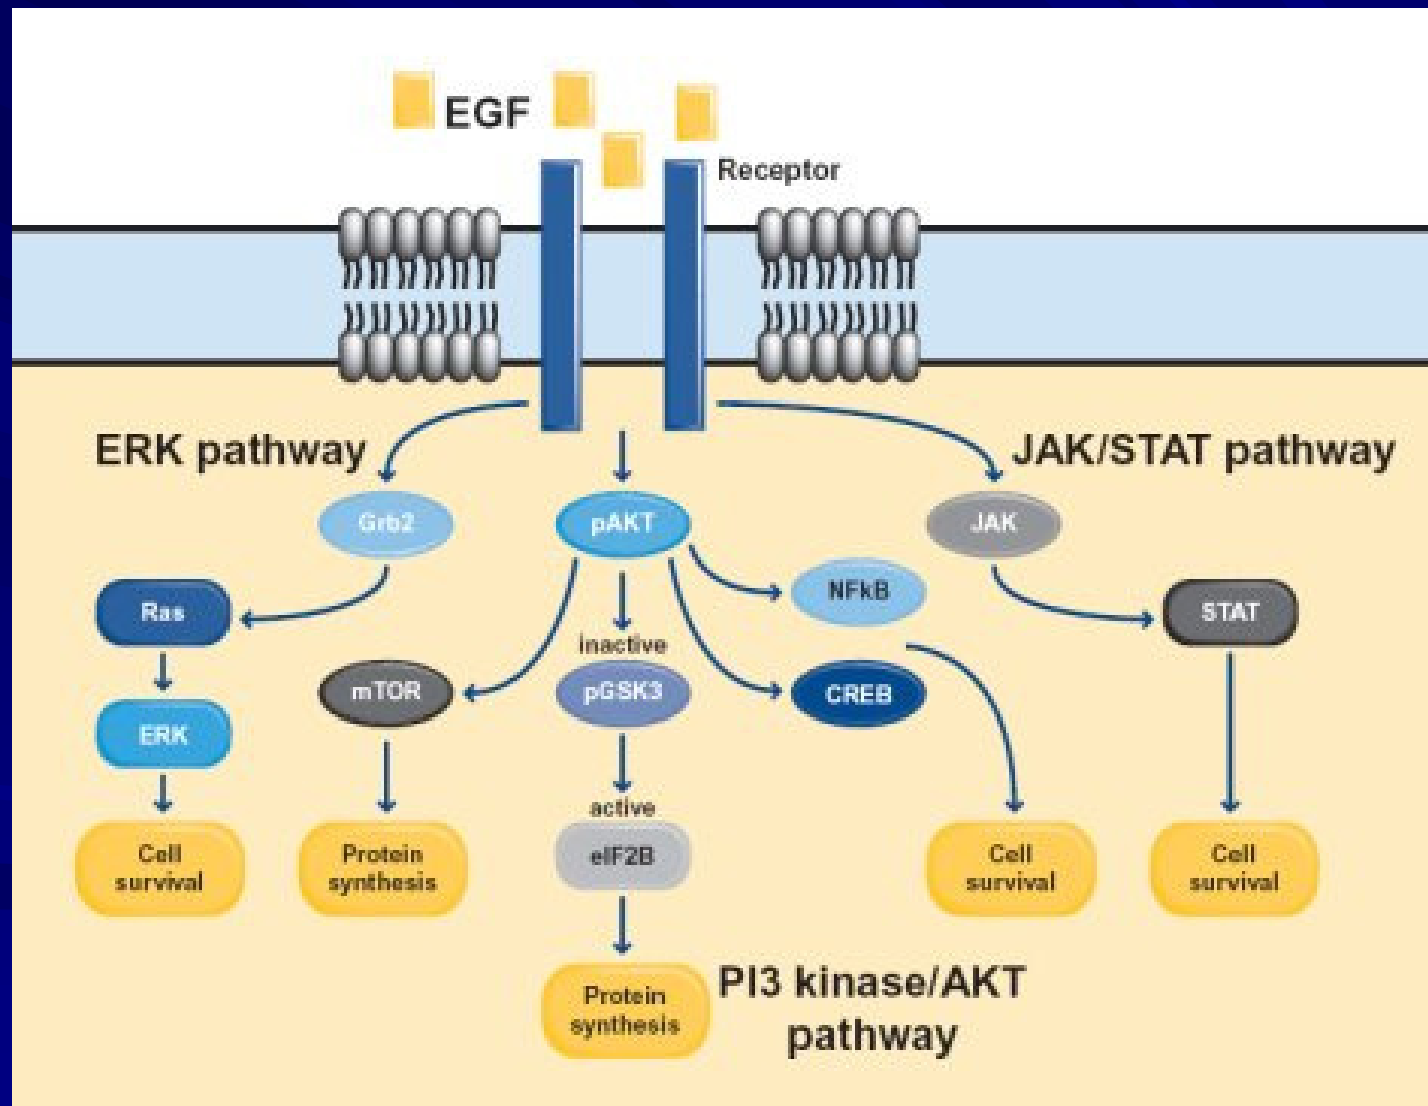 EGF
Receptor
ERK pathway
JAK/STAT pathway
Grb2
pAKT
JAK
NFkB
Ras
STAT
inactive
mTOR
pGSK3
CREB
ERK
active
Cell
survival
Protein
synthesis
eIF2B
Cell
survival
Cell
survival
Protein
synthesis
PI3 kinase/AKT
pathway